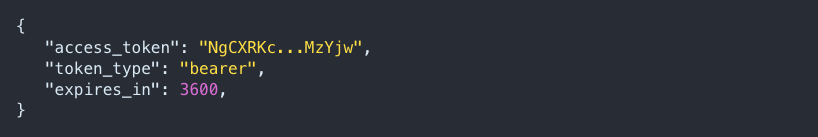 {
"access_token": "NgCXRKc...MzYjw",
"token_type": "bearer",
"expires_in": 3600,
}